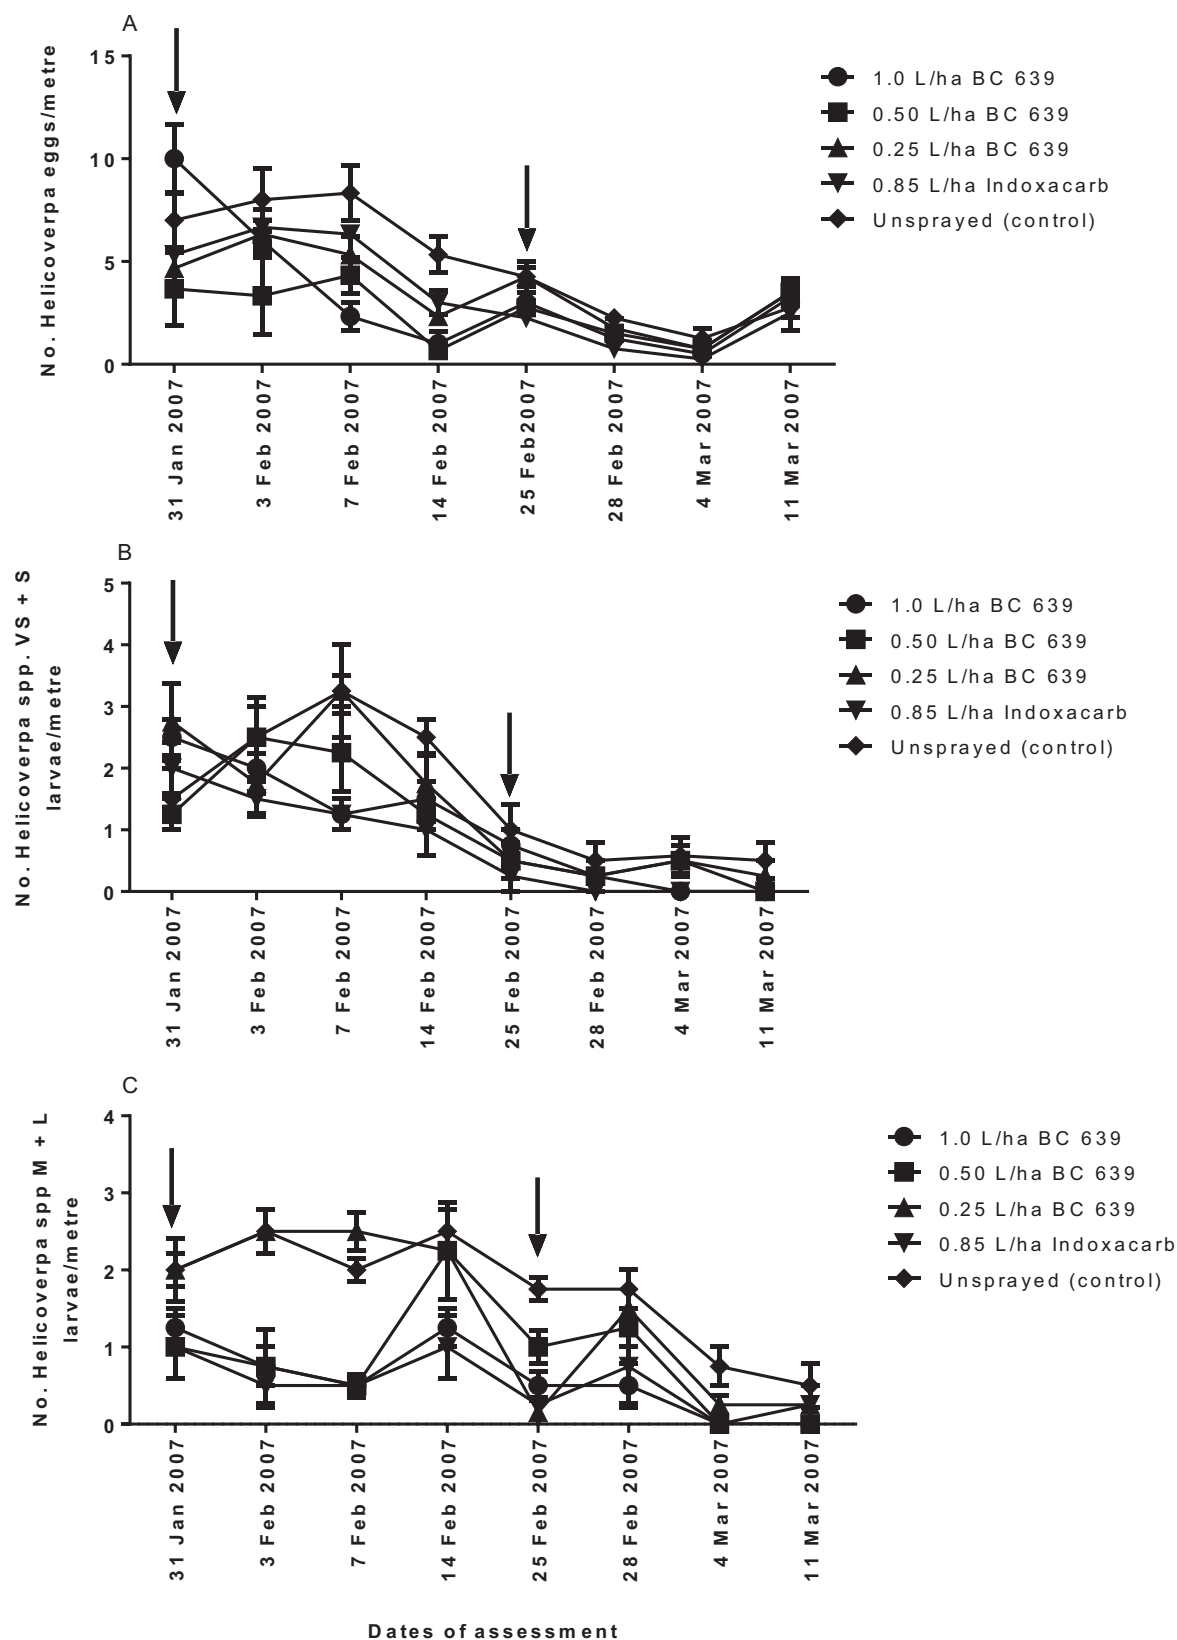 A
No. Helicoverpa eggs/metre
15
10
5
0
31 Jan 2007
3 Feb 2007
7 Feb 2007
14 Feb 2007
25 Feb2007
28 Feb 2007
4 Mar 2007
11 Mar 2007
1.0 L/ha BC 639
0.50 L/ha BC 639
0.25 L/ha BC 639
0.85 L/ha Indoxacarb
Unsprayed (control)
B
No. Helicoverpa spp. VS + S
larvae/metre
5
4
3
2
1
0
31 Jan 2007
3 Feb 2007
7 Feb 2007
14 Feb 2007
25 Feb 2007
28 Feb 2007
4 Mar 2007
11 Mar 2007
1.0 L/ha BC 639
0.50 L/ha BC 639
0.25 L/ha BC 639
0.85 L/ha Indoxacarb
Unsprayed (control)
C
No. Helicoverpa spp M + L
larvae/metre
4
3
2
1
0
31 Jan 2007
3 Feb 2007
7 Feb 2007
14 Feb 2007
25 Feb 2007
28 Feb 2007
4 Mar 2007
11 Mar 2007
1.0 L/ha BC 639
0.50 L/ha BC 639
0.25 L/ha BC 639
0.85 L/ha Indoxacarb
Unsprayed (control)
Dates of assessment